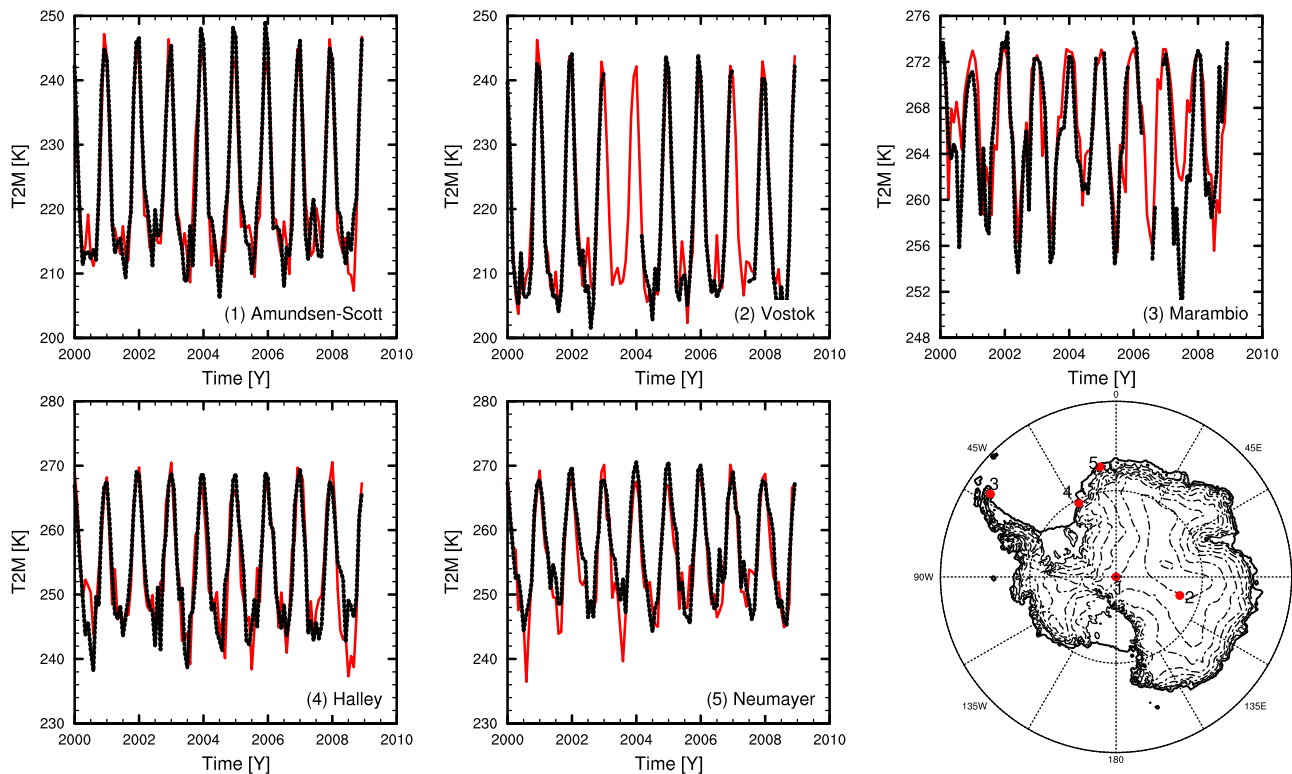 250
240
230
220
210
200
T2M [K]
2000 2002 2004 2006 2008 2010
Time [Y]
(1) Amundsen-Scott
250
240
230
220
210
200
T2M [K]
2000 2002 2004 2006 2008 2010
Time [Y]
(2) Vostok
276
272
268
264
260
256
252
248
T2M [K]
2000 2002 2004 2006 2008 2010
Time [Y]
(3) Marambio
280
270
260
250
240
230
T2M [K]
2000 2002 2004 2006 2008 2010
Time [Y]
(4) Halley
280
270
260
250
240
230
T2M [K]
2000 2002 2004 2006 2008 2010
Time [Y]
(5) Neumayer
0
45W
45E
5
3
4
90W
1
2
135W
135E
180